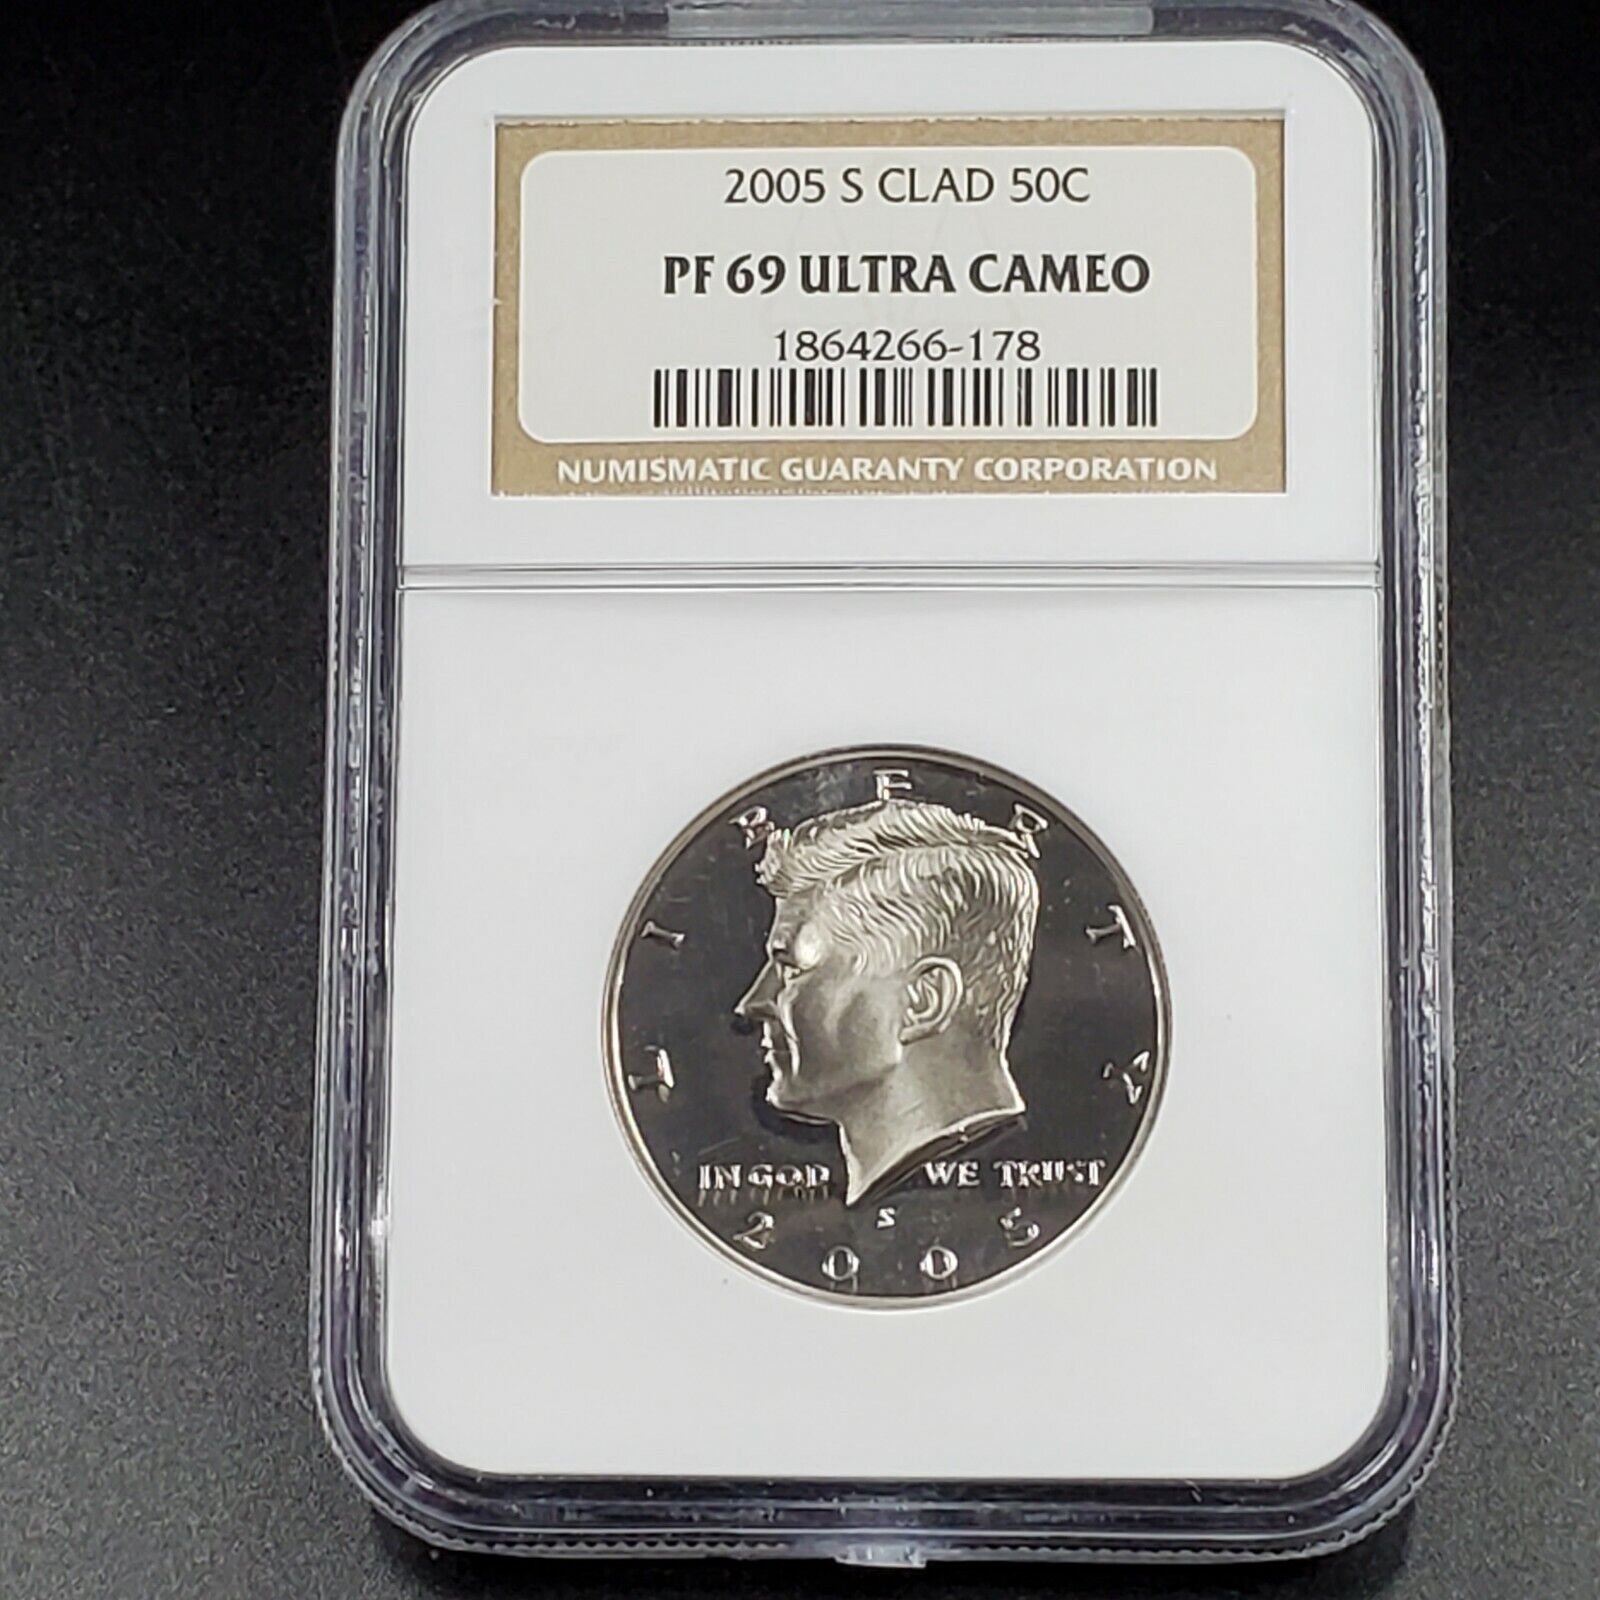 2005 S CLAD 50C
PF 69 ULTRA CAMEO
1864266-178
NUMISMATIC GUARANTY CORPORATION
LIBERTY
IN GOD WE TRUST
S
2005